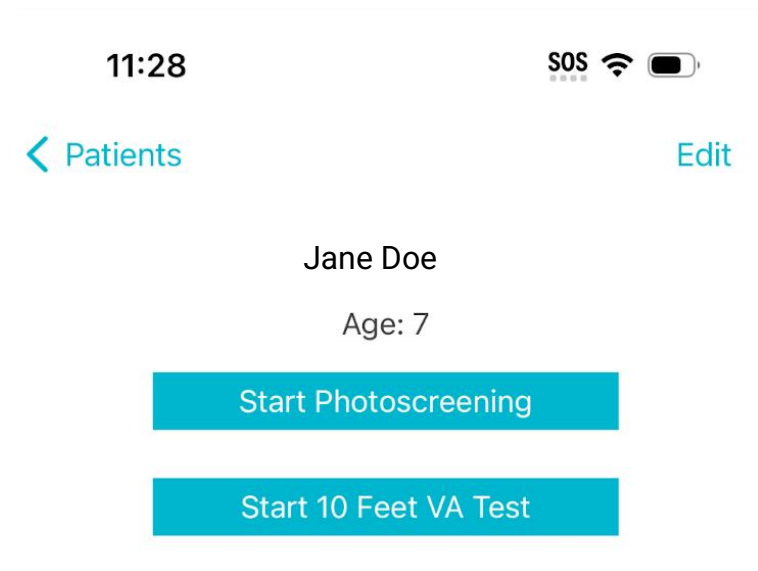 11:28 SOS
Patients Edit
Jane Doe
Age: 7
Start Photoscreening
Start 10 Feet VA Test